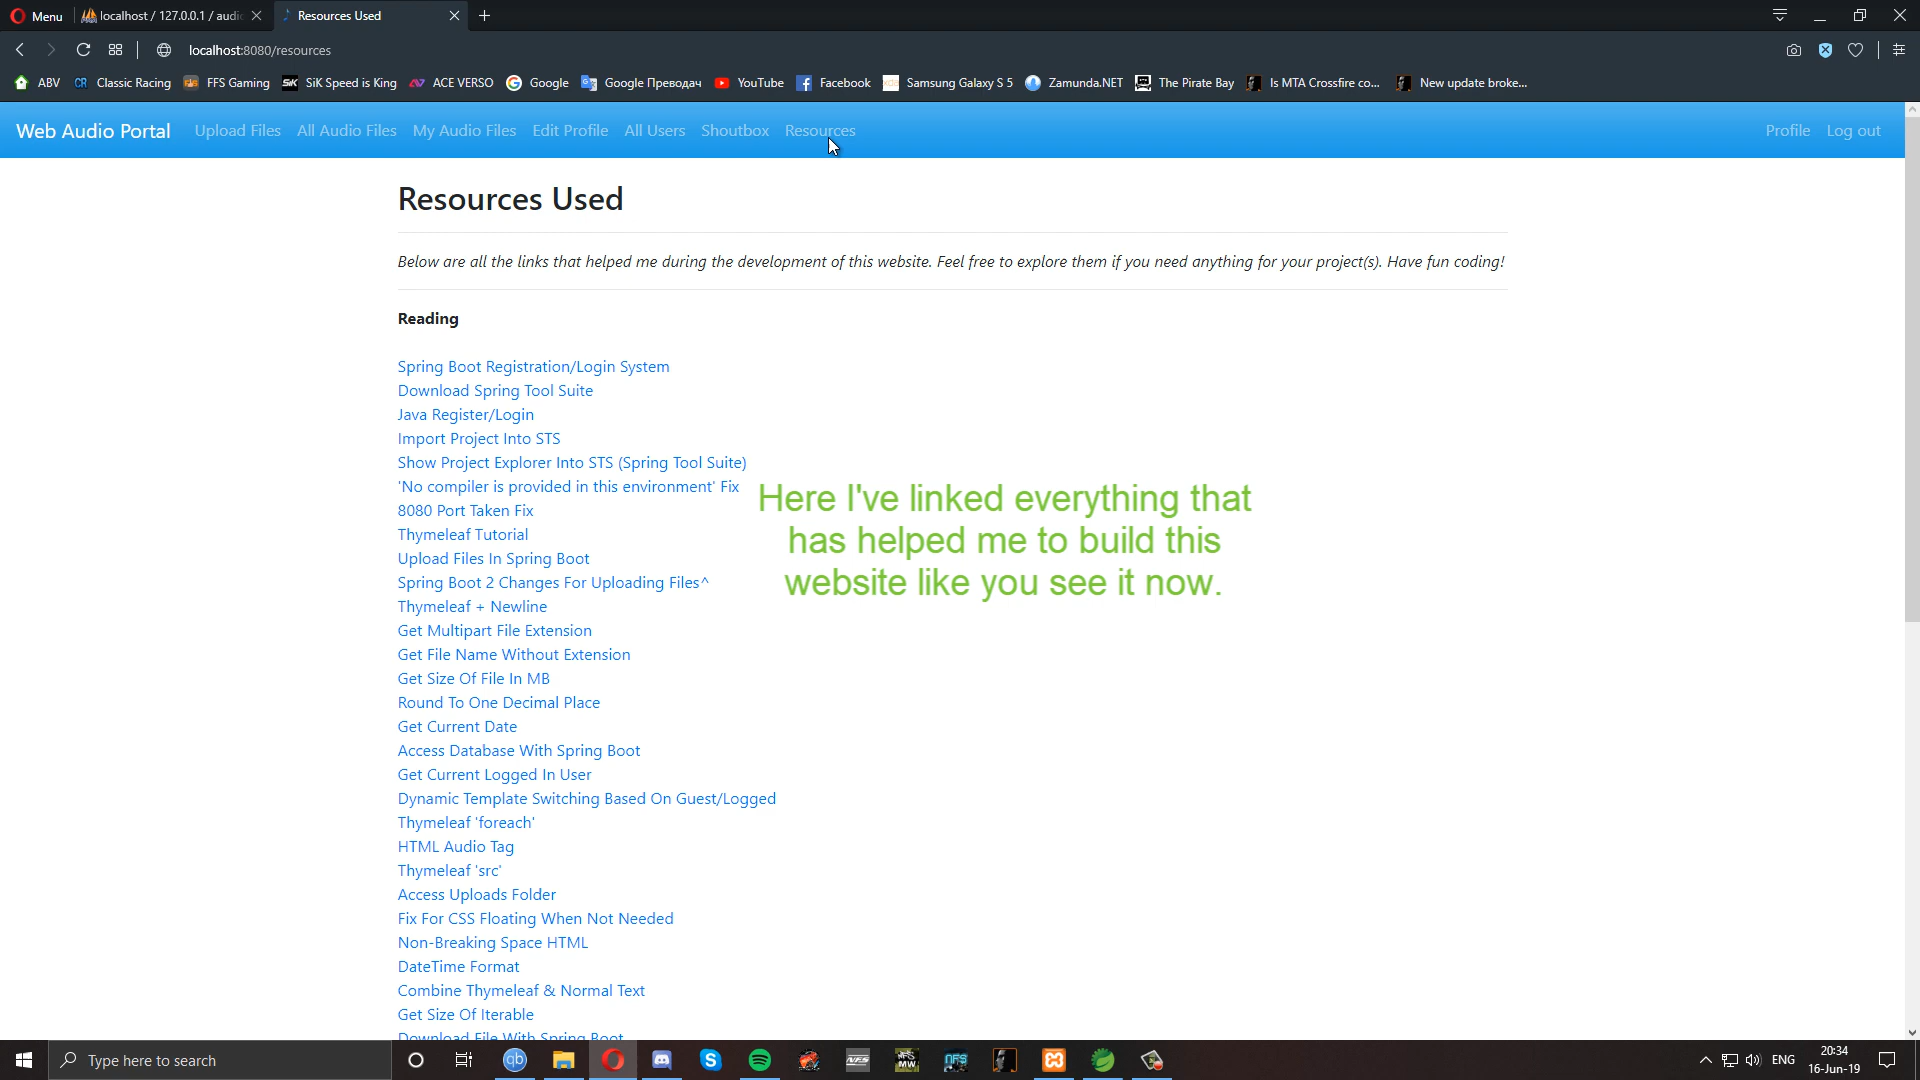 Menu localhost / 127.0.0.1 / audi Resources Used
localhost:8080/resources
ABV Classic Racing FFS Gaming SiK Speed is King ACE VERSO Google Google Преводач YouTube Facebook Samsung Galaxy S 5 Zamunda.NET The Pirate Bay Is MTA Crossfire co... New update broke...
Web Audio Portal Upload Files All Audio Files My Audio Files Edit Profile All Users Shoutbox Resources Profile Log out
Resources Used
Below are all the links that helped me during the development of this website. Feel free to explore them if you need anything for your project(s). Have fun coding!
Reading
Spring Boot Registration/Login System
Download Spring Tool Suite
Java Register/Login
Import Project Into STS
Show Project Explorer Into STS (Spring Tool Suite)
'No compiler is provided in this environment' Fix
8080 Port Taken Fix
Thymeleaf Tutorial
Upload Files In Spring Boot
Spring Boot 2 Changes For Uploading Files^
Thymeleaf + Newline
Get Multipart File Extension
Get File Name Without Extension
Get Size Of File In MB
Round To One Decimal Place
Get Current Date
Access Database With Spring Boot
Get Current Logged In User
Dynamic Template Switching Based On Guest/Logged
Thymeleaf 'foreach'
HTML Audio Tag
Thymeleaf 'src'
Access Uploads Folder
Fix For CSS Floating When Not Needed
Non-Breaking Space HTML
DateTime Format
Combine Thymeleaf & Normal Text
Get Size Of Iterable
Download File With Spring Boot
Here I've linked everything that
has helped me to build this
website like you see it now.
Type here to search
ENG
20:34
16-Jun-19